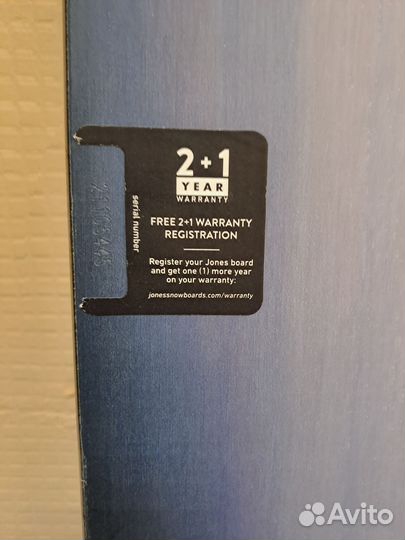 2+1
YEAR
WARRANTY
FREE 2+1 WARRANTY
REGISTRATION
Register your Jones board
and get one (1) more year
on your warranty:
jonessnowboards.com/warranty
serial number
Avito